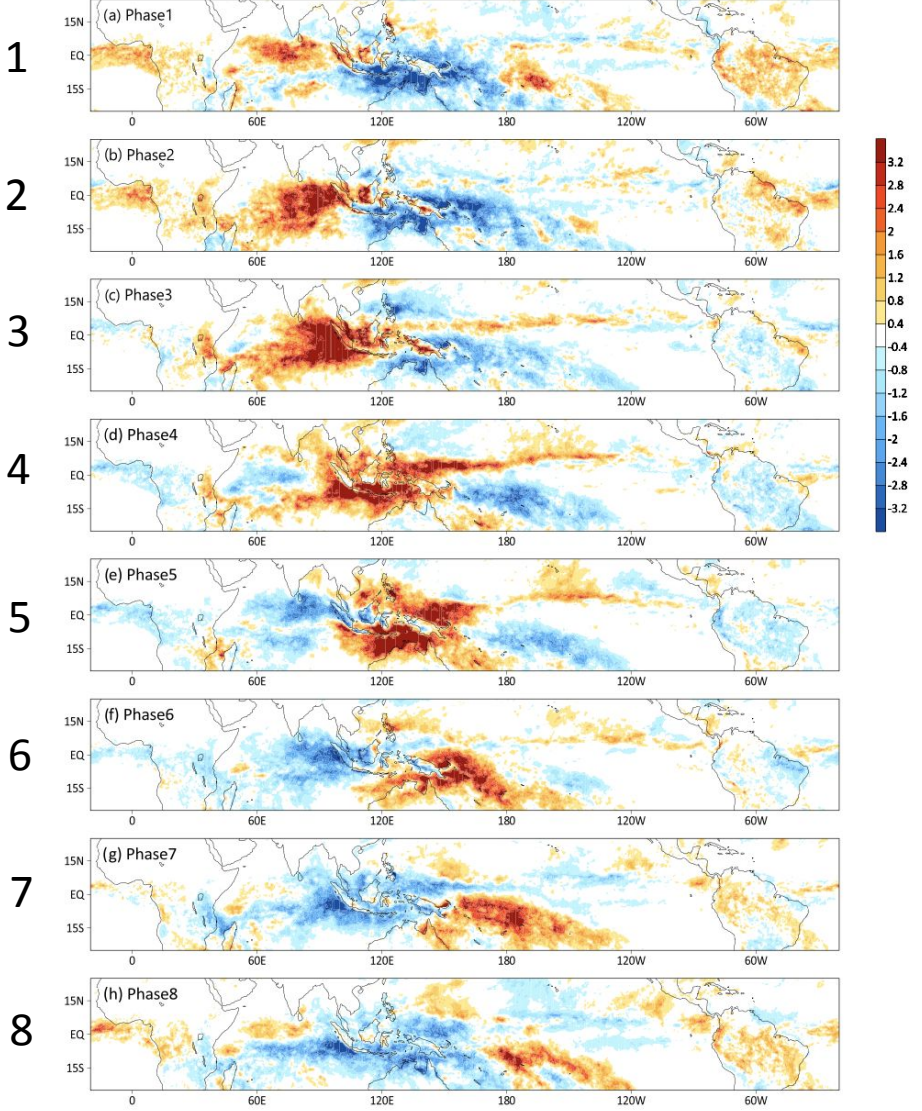 1
(a) Phase1
15N
EQ
15S
0 60E 120E 180 120W 60W
2
(b) Phase2
15N
EQ
15S
0 60E 120E 180 120W 60W
3
(c) Phase3
15N
EQ
15S
0 60E 120E 180 120W 60W
4
(d) Phase4
15N
EQ
15S
0 60E 120E 180 120W 60W
5
(e) Phase5
15N
EQ
15S
0 60E 120E 180 120W 60W
6
(f) Phase6
15N
EQ
15S
0 60E 120E 180 120W 60W
7
(g) Phase7
15N
EQ
15S
0 60E 120E 180 120W 60W
8
(h) Phase8
15N
EQ
15S
0 60E 120E 180 120W 60W
3.2
2.8
2.4
2
1.6
1.2
0.8
0.4
-0.4
-0.8
-1.2
-1.6
-2
-2.4
-2.8
-3.2